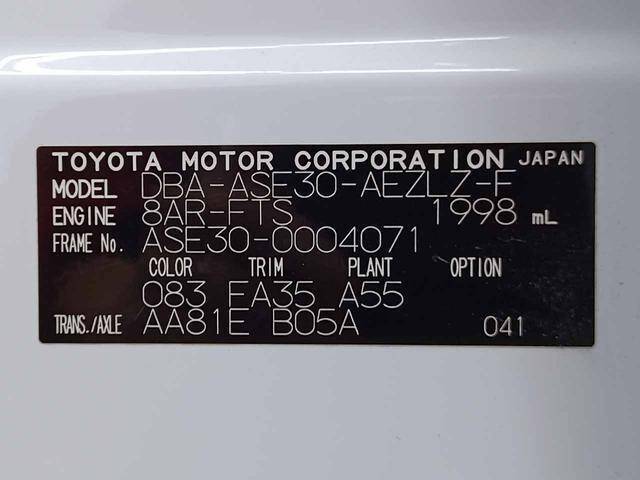 TOYOTA MOTOR CORPORATION JAPAN
MODEL DBA-ASE30-AEZLZ-F
ENGINE 8AR-FTS 1998 mL
FRAME No. ASE30-0004071
COLOR TRIM PLANT OPTION
083 EA35 A55
TRANS./AXLE AA81E B05A 041